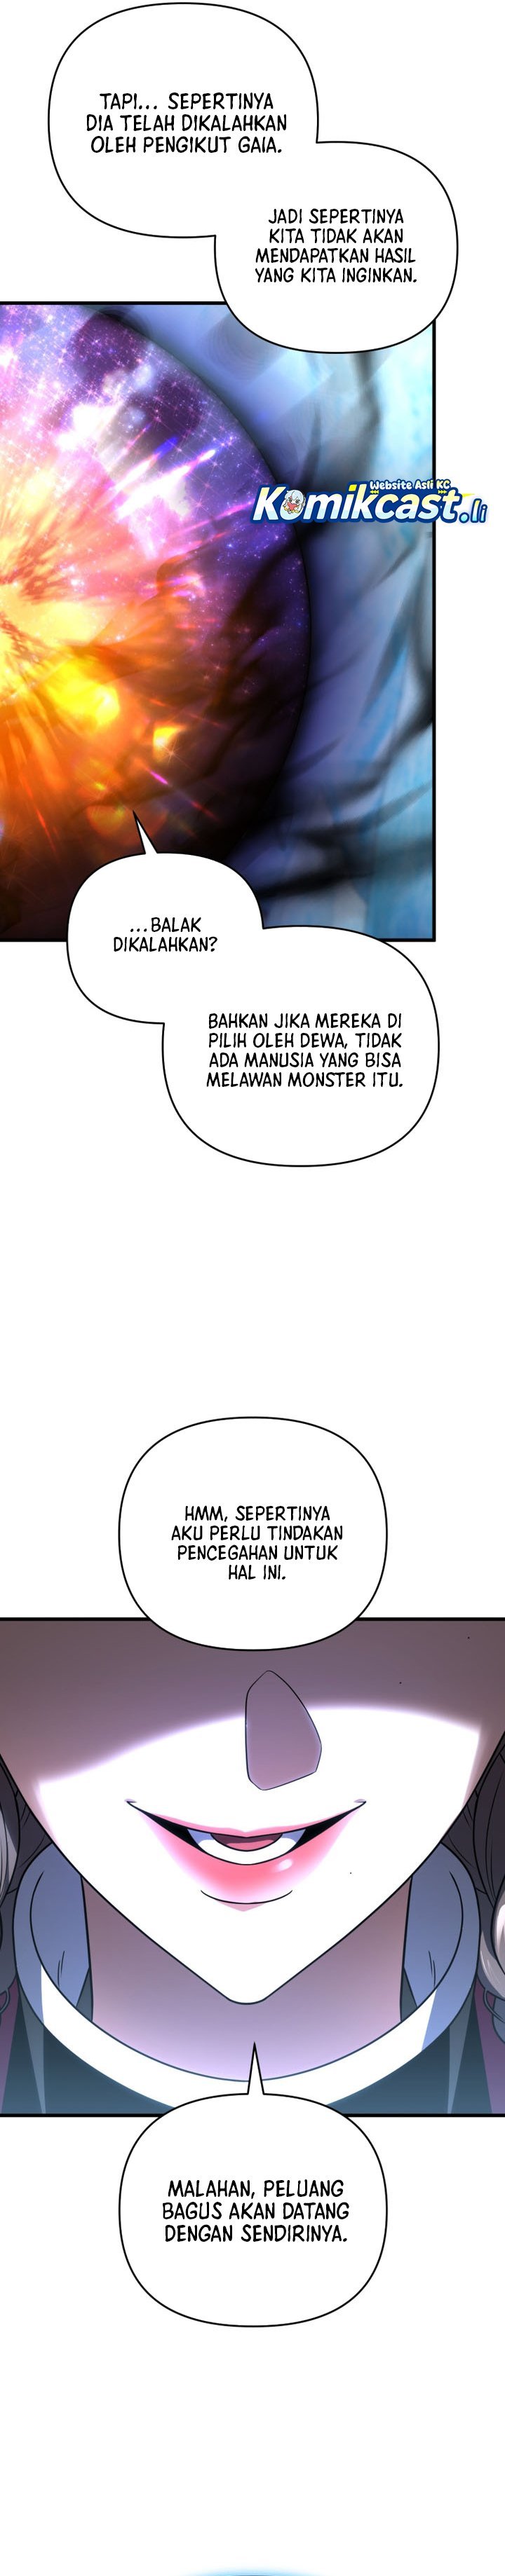 TAPI... SEPERTINYA
DIA TELAH DIKALAHKAN
OLEH PENGIKUT GAIA.
JADI SEPERTINYA
KITA TIDAK AKAN
MENDAPATKAN HASIL
YANG KITA INGINKAN.
Website Asli KC
Komikcast.li
...BALAK
DIKALAHKAN?
BAHKAN JIKA MEREKA DI
PILIH OLEH DEWA, TIDAK
ADA MANUSIA YANG BISA
MELAWAN MONSTER ITU.
HMM, SEPERTINYA
AKU PERLU TINDAKAN
PENCEGAHAN UNTUK
HAL INI.
MALAHAN, PELUANG
BAGUS AKAN DATANG
DENGAN SENDIRINYA.